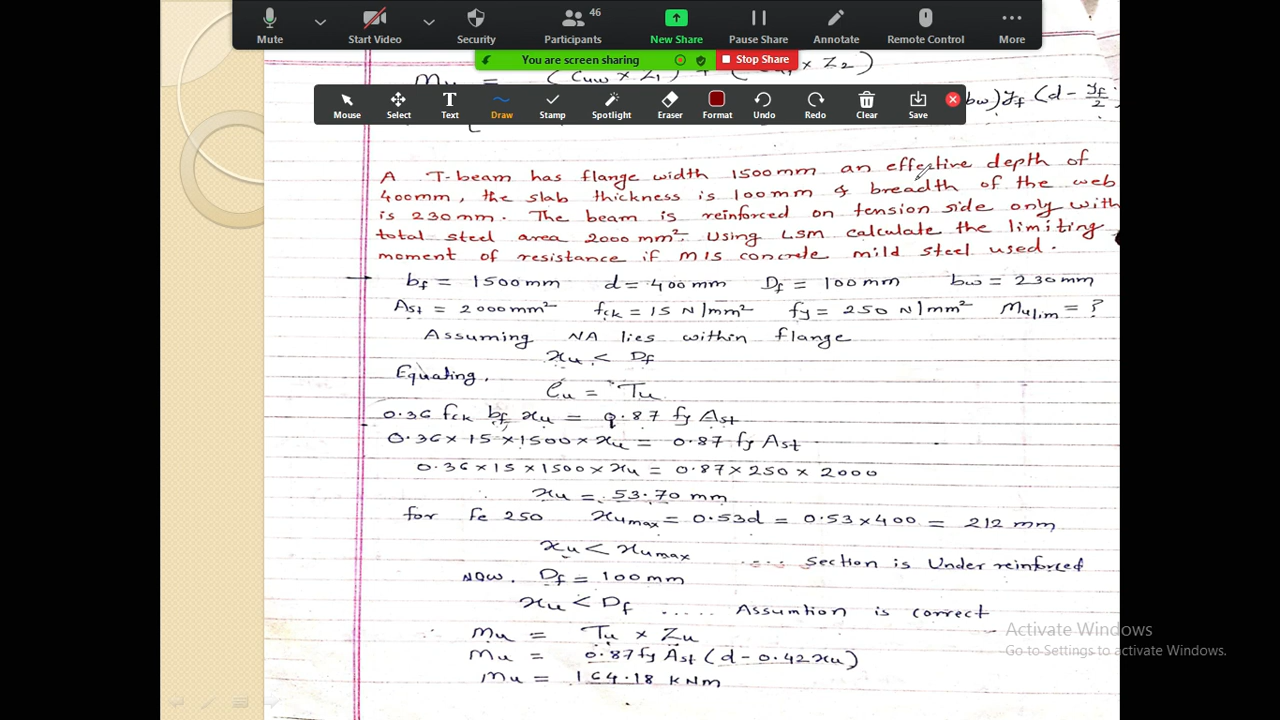 Mute
Start Video
Security
46
Participants
New Share
Pause Share
Annotate
Remote Control
More
You are screen sharing
Stop Share
Mu = (Cuw × Z1) + ( × Z2)
Mouse
Select
Text
Draw
Stamp
Spotlight
Eraser
Format
Undo
Redo
Clear
Save
bw) yf (d - yf/2
A T-beam has flange width 1500mm an effective depth of
400mm, the slab thickness is 100mm & breadth of the web
is 230mm. The beam is reinforced on tension side only with
total steel area 2000mm². Using LSM calculate the limiting
moment of resistance if M15 concrete mild steel used.
→ bf = 1500mm d = 400mm Df = 100mm bw = 230mm
Ast = 2000mm² fck = 15 N/mm² fy = 250 N/mm² Mulim = ?
Assuming NA lies within flange
xu < Df
Equating,
Cu = Tu
0.36 fck bf xu = 0.87 fy Ast
0.36 × 15 × 1500 × xu = 0.87 fy Ast
0.36 × 15 × 1500 × xu = 0.87 × 250 × 2000
∴ xu = 53.70 mm
for Fe 250 xumax = 0.53d = 0.53 × 400 = 212 mm
xu < xumax .... Section is Under reinforced
Now. Df = 100mm
xu < Df ..... Assumtion is correct
∴ Mu = Tu × Zu
Mu = 0.87 fy Ast (d - 0.42xu)
Mu = 164.18 kNm
Activate Windows
Go to Settings to activate Windows.